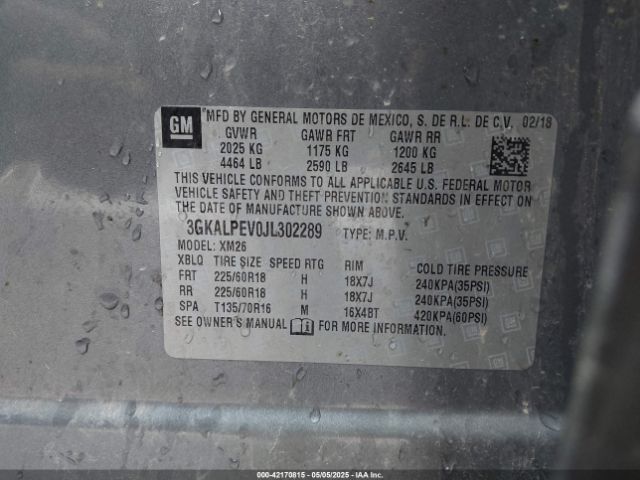 GM
MFD BY GENERAL MOTORS DE MEXICO, S. DE R.L. DE C.V. 02/18
GVWR GAWR FRT GAWR RR
2025 KG 1175 KG 1200 KG
4464 LB 2590 LB 2645 LB
THIS VEHICLE CONFORMS TO ALL APPLICABLE U.S. FEDERAL MOTOR
VEHICLE SAFETY AND THEFT PREVENTION STANDARDS IN EFFECT ON
THE DATE OF MANUFACTURE SHOWN ABOVE.
3GKALPEV0JL302289 TYPE: M.P.V.
MODEL: XM26
XBLQ TIRE SIZE SPEED RTG RIM COLD TIRE PRESSURE
FRT 225/60R18 H 18X7J 240KPA(35PSI)
RR 225/60R18 H 18X7J 240KPA(35PSI)
SPA T135/70R16 M 16X4BT 420KPA(60PSI)
SEE OWNER'S MANUAL FOR MORE INFORMATION.
000-42170815 - 05/05/2025 - IAAI.COM